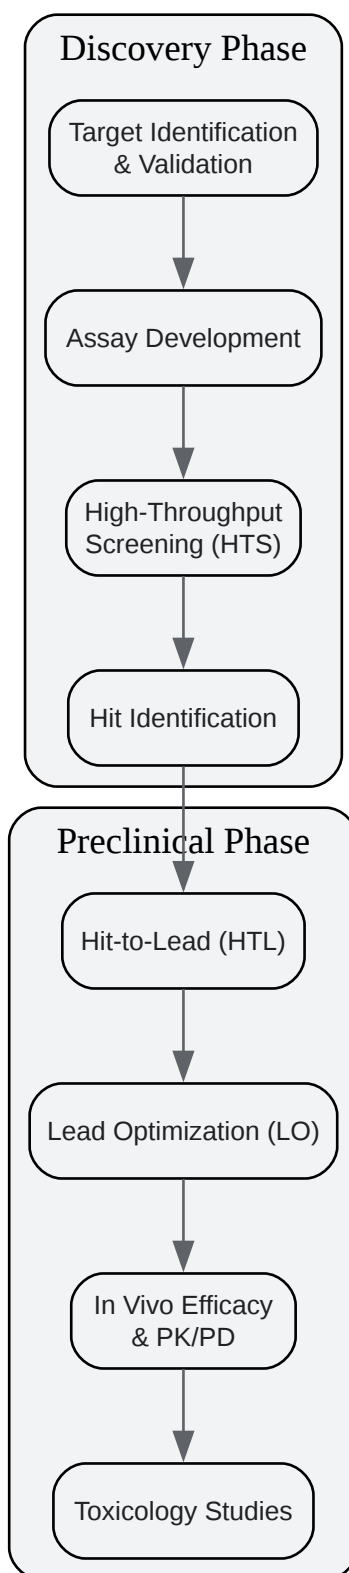 Discovery Phase
Target Identification
& Validation
Assay Development
High-Throughput
Screening (HTS)
Hit Identification
Preclinical Phase
Hit-to-Lead (HTL)
Lead Optimization (LO)
In Vivo Efficacy
& PK/PD
Toxicology Studies